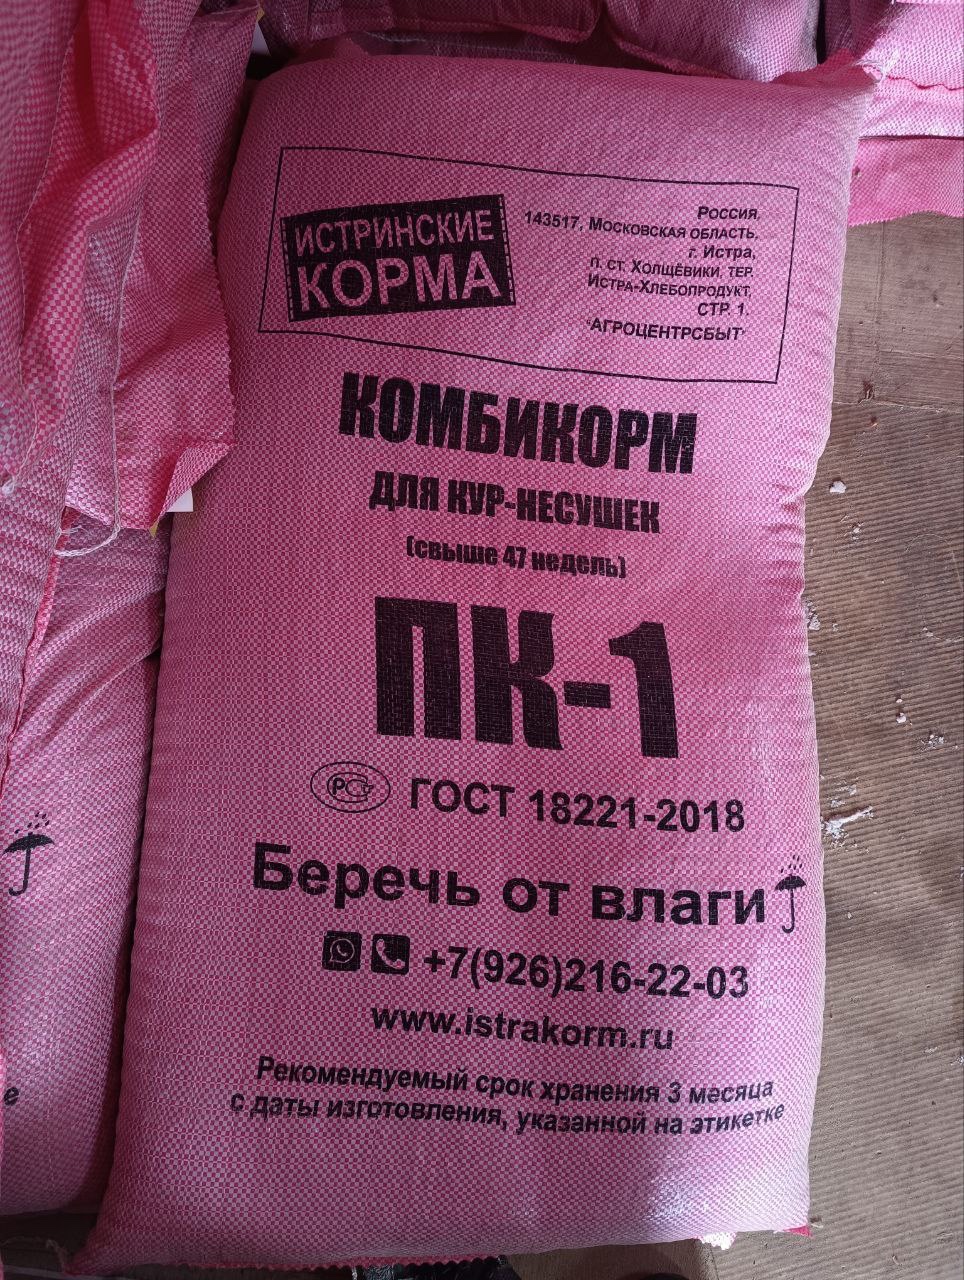 ИСТРИНСКИЕ
КОРМА
РОССИЯ,
143517, МОСКОВСКАЯ ОБЛАСТЬ,
г. ИСТРА,
П. СТ. ХОЛЩЁВИКИ, ТЕР.
ИСТРА-ХЛЕБОПРОДУКТ,
СТР. 1.
"АГРОЦЕНТРСБЫТ"
КОМБИКОРМ
ДЛЯ КУР-НЕСУШЕК
(свыше 47 недель)
ПК-1
РСТ ГОСТ 18221-2018
Беречь от влаги
+7(926)216-22-03
www.istrakorm.ru
Рекомендуемый срок хранения 3 месяца
с даты изготовления, указанной на этикетке
е